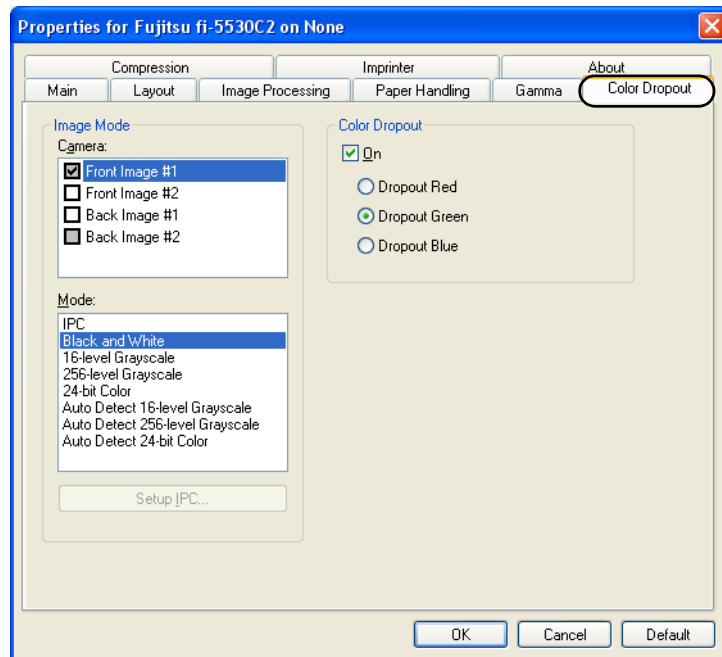 Properties for Fujitsu fi-5530C2 on None
Compression Imprinter About
Main Layout Image Processing Paper Handling Gamma Color Dropout
Image Mode
Camera:
Front Image #1
Front Image #2
Back Image #1
Back Image #2
Mode:
IPC
Black and White
16-level Grayscale
256-level Grayscale
24-bit Color
Auto Detect 16-level Grayscale
Auto Detect 256-level Grayscale
Auto Detect 24-bit Color
Setup IPC...
Color Dropout
On
Dropout Red
Dropout Green
Dropout Blue
OK Cancel Default